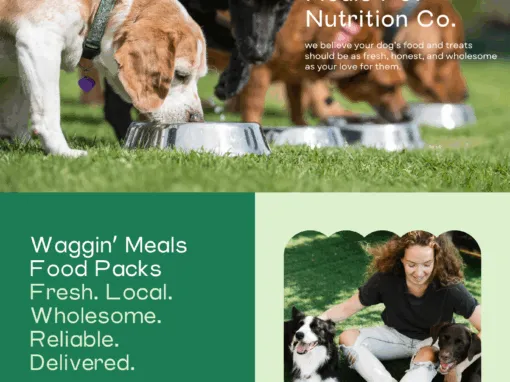 Nutrition Co.
we believe your dog's food and treats
should be as fresh, honest, and wholesome
as your love for them.
Waggin' Meals
Food Packs
Fresh. Local.
Wholesome.
Reliable.
Delivered.